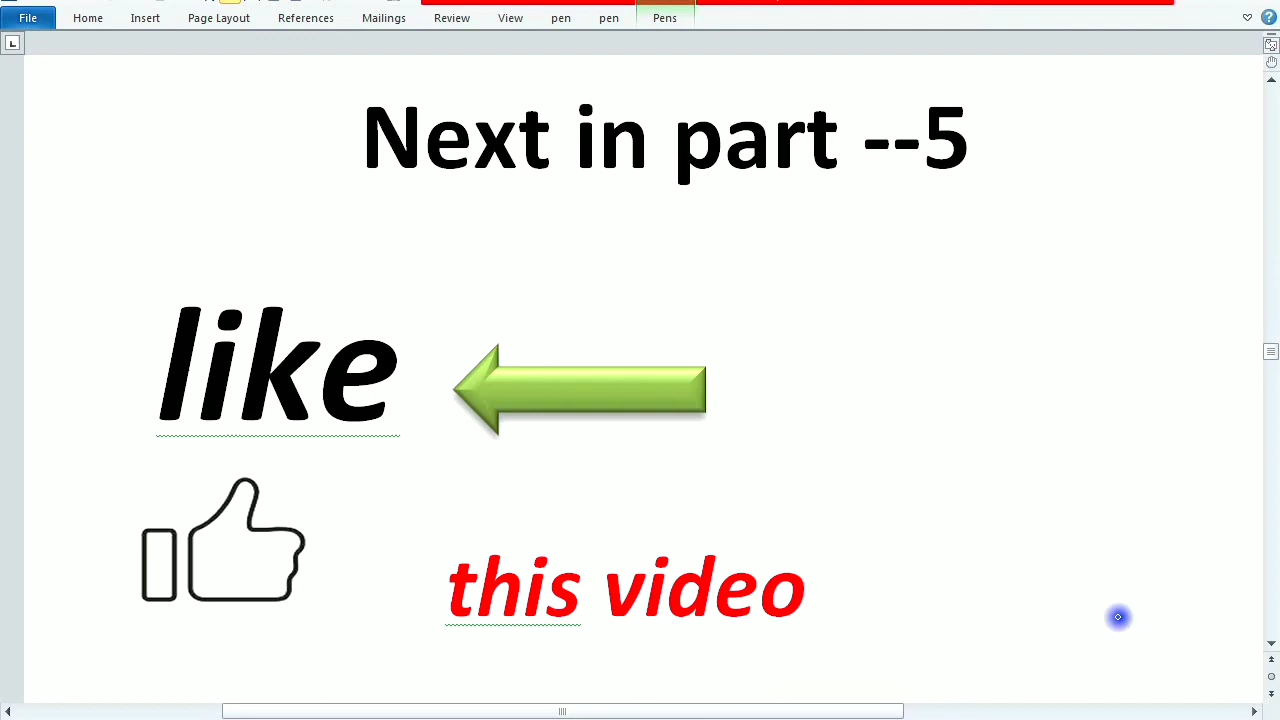 File Home Insert Page Layout References Mailings Review View pen pen Pens
Next in part --5
like
this video